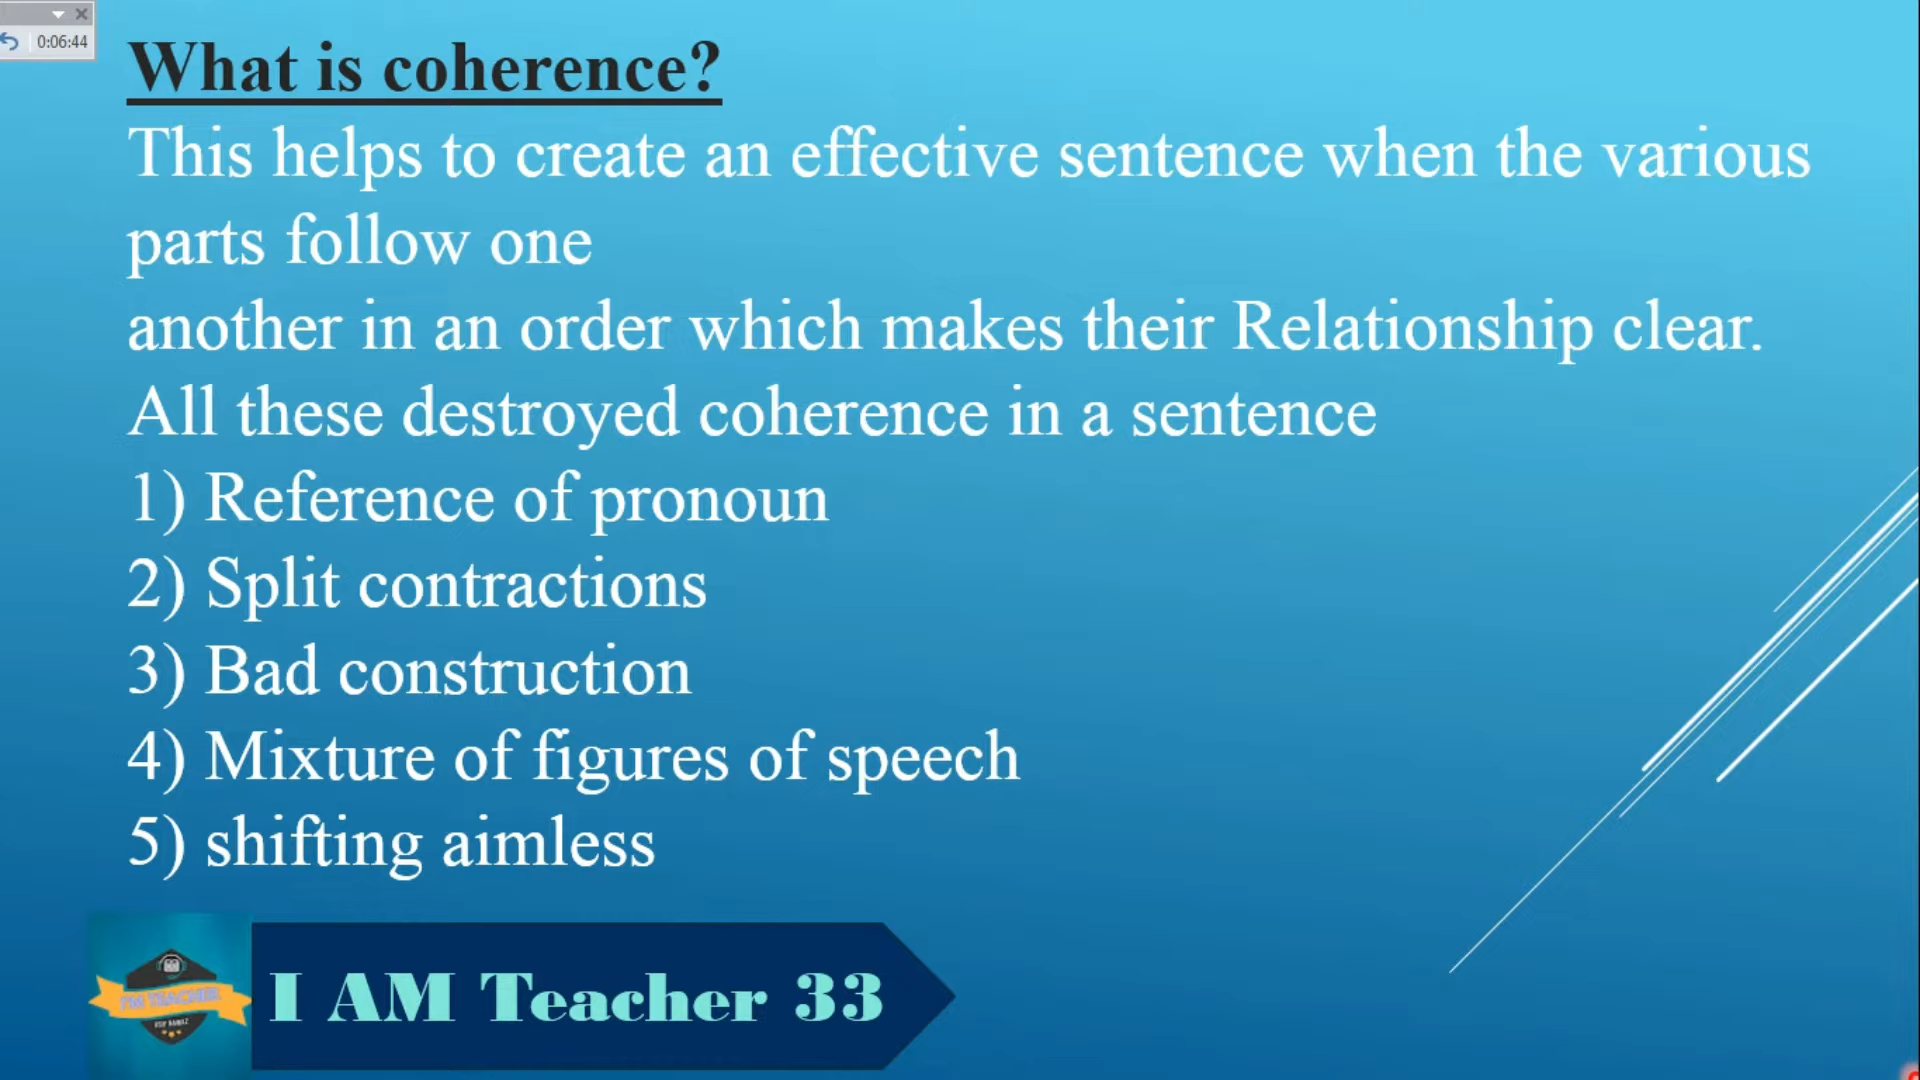 0:06:44
What is coherence?
This helps to create an effective sentence when the various
parts follow one
another in an order which makes their Relationship clear.
All these destroyed coherence in a sentence
1) Reference of pronoun
2) Split contractions
3) Bad construction
4) Mixture of figures of speech
5) shifting aimless
I'M TEACHER
I AM Teacher 33